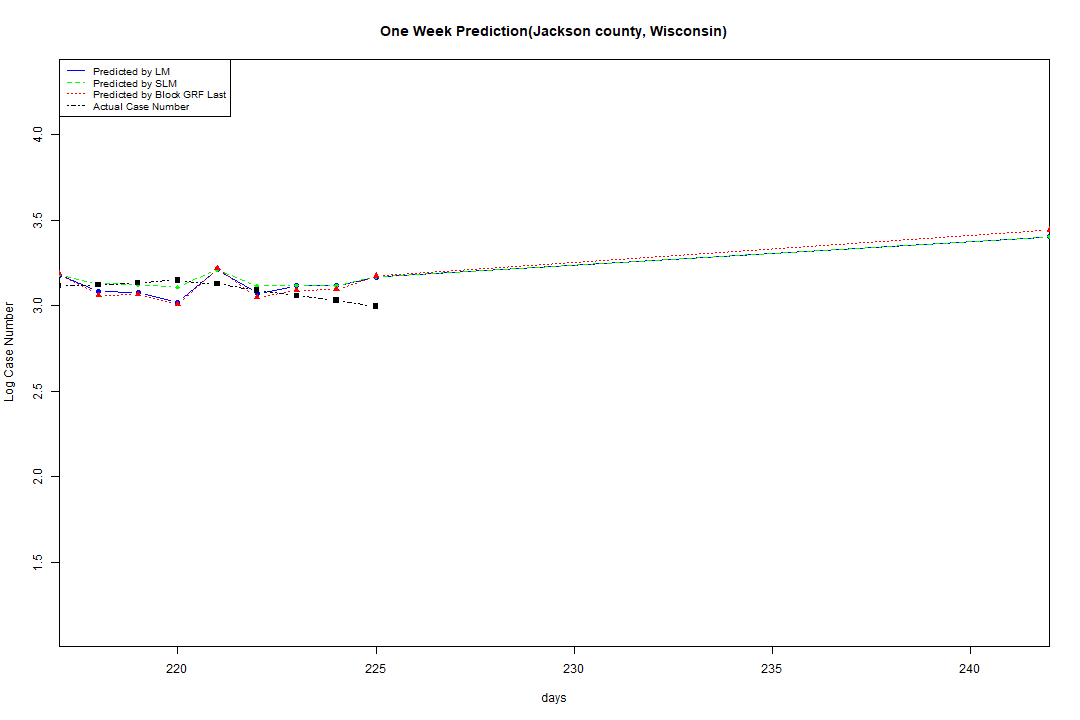 One Week Prediction(Jackson county, Wisconsin)
Predicted by LM
Predicted by SLM
Predicted by Block GRF Last
Actual Case Number
Log Case Number
4.0
3.5
3.0
2.5
2.0
1.5
220
225
230
235
240
days